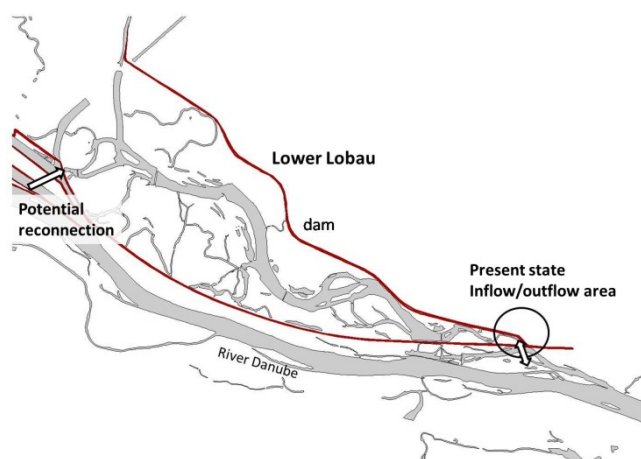 Lower Lobau
dam
Potential
reconnection
Present state
Inflow/outflow area
River Danube